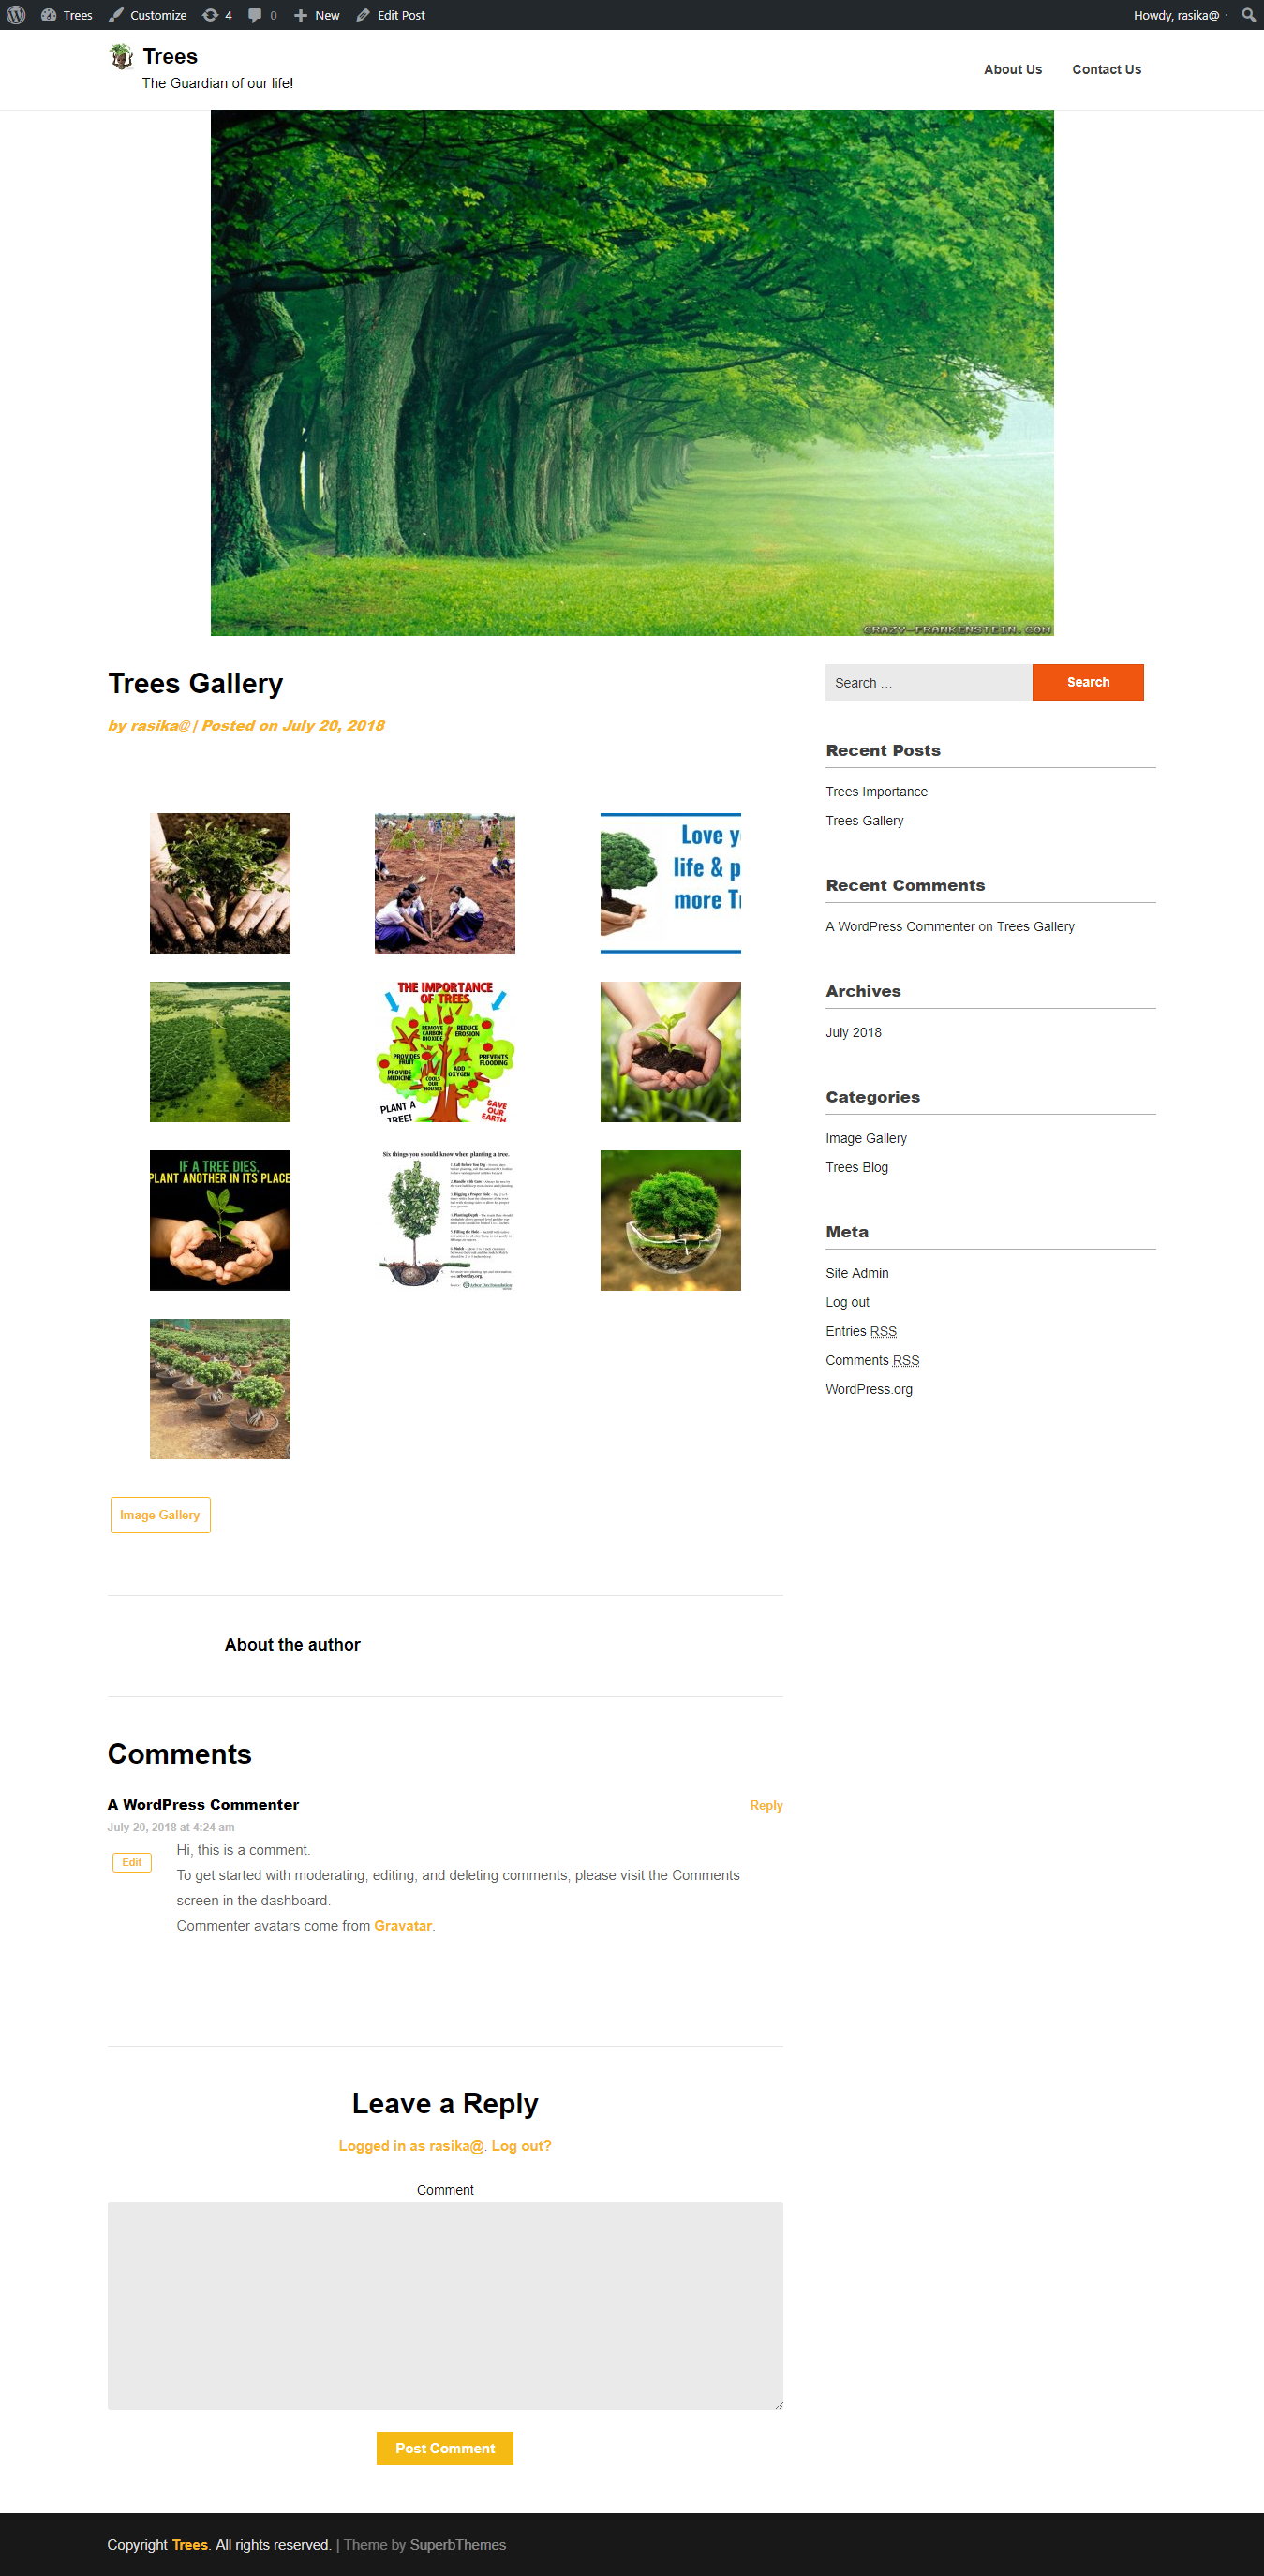 Trees
Customize
4
0
New
Edit Post
Howdy, rasika@
Trees
The Guardian of our life!
About Us
Contact Us
CRAZY-FRANKENSTEIN.COM
Trees Gallery
by rasika@ | Posted on July 20, 2018
Love y
life & p
more Tr
THE IMPORTANCE
OF TREES
REMOVE
CARBON
DIOXIDE
REDUCE
EROSION
PROVIDES
FRUIT
PREVENTS
FLOODING
PROVIDE
MEDICINE
COOLS
OUR
HOUSES
ADD
OXYGEN
PLANT A
TREE!
SAVE
OUR
EARTH
IF A TREE DIES,
PLANT ANOTHER IN ITS PLACE
Six things you should know when planting a tree.
Image Gallery
Search …
Search
Recent Posts
Trees Importance
Trees Gallery
Recent Comments
A WordPress Commenter on Trees Gallery
Archives
July 2018
Categories
Image Gallery
Trees Blog
Meta
Site Admin
Log out
Entries RSS
Comments RSS
WordPress.org
About the author
Comments
A WordPress Commenter
Reply
July 20, 2018 at 4:24 am
Edit
Hi, this is a comment.
To get started with moderating, editing, and deleting comments, please visit the Comments
screen in the dashboard.
Commenter avatars come from Gravatar.
Leave a Reply
Logged in as rasika@. Log out?
Comment
Post Comment
Copyright Trees. All rights reserved. | Theme by SuperbThemes